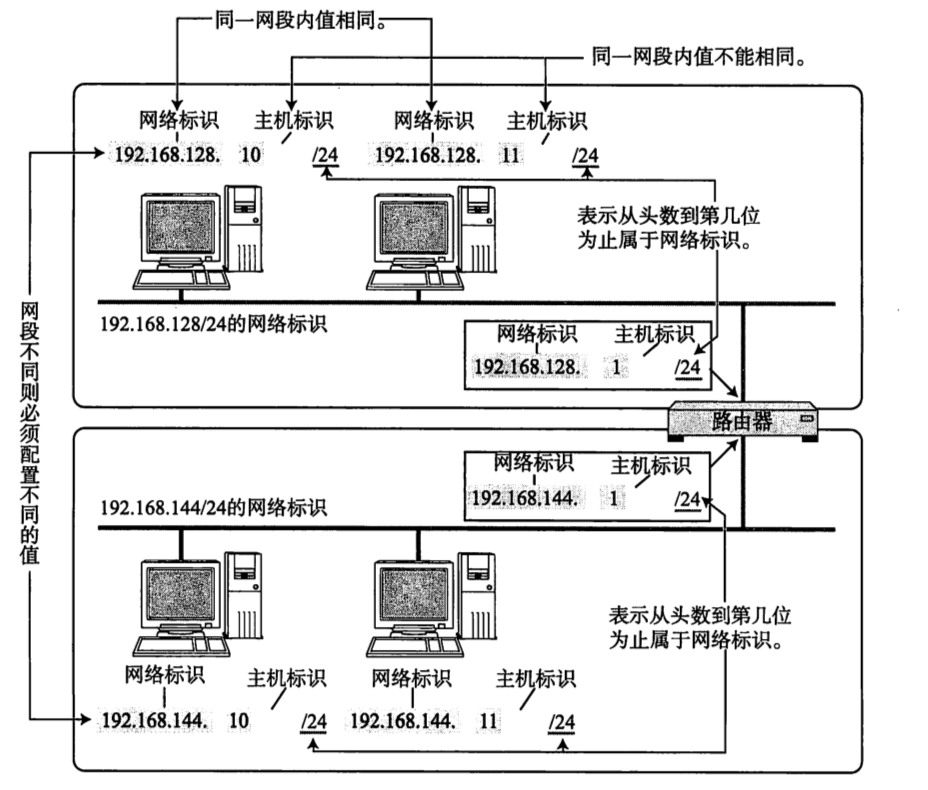 同一网段内值相同。
同一网段内值不能相同。
网络标识 主机标识 网络标识 主机标识
192.168.128. 10 /24 192.168.128. 11 /24
表示从头数到第几位
为止属于网络标识。
192.168.128/24的网络标识
网络标识 主机标识
192.168.128. 1 /24
网段不同则必须配置不同的值
路由器
网络标识 主机标识
192.168.144. 1 /24
192.168.144/24的网络标识
表示从头数到第几位
为止属于网络标识。
网络标识 主机标识 网络标识 主机标识
192.168.144. 10 /24 192.168.144. 11 /24